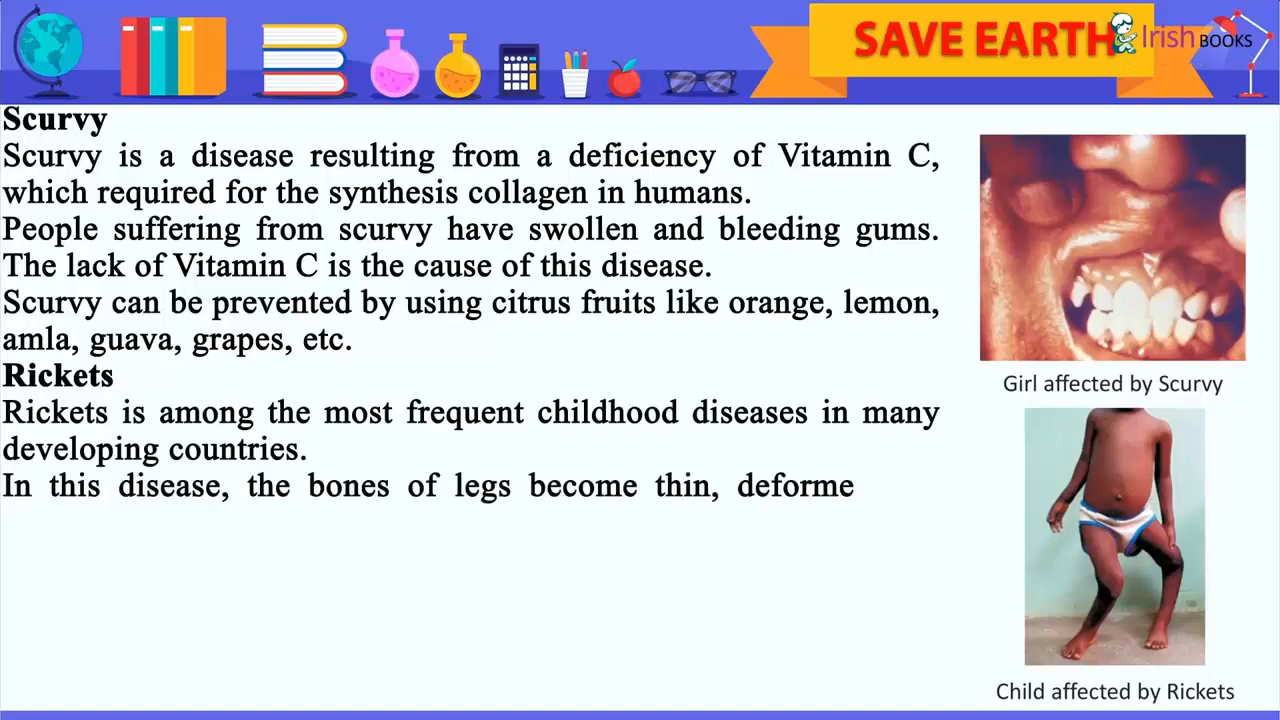 SAVE EARTH
Irish BOOKS
Scurvy
Scurvy is a disease resulting from a deficiency of Vitamin C,
which required for the synthesis collagen in humans.
People suffering from scurvy have swollen and bleeding gums.
The lack of Vitamin C is the cause of this disease.
Scurvy can be prevented by using citrus fruits like orange, lemon,
amla, guava, grapes, etc.
Rickets
Rickets is among the most frequent childhood diseases in many
developing countries.
In this disease, the bones of legs become thin, deforme
Girl affected by Scurvy
Child affected by Rickets